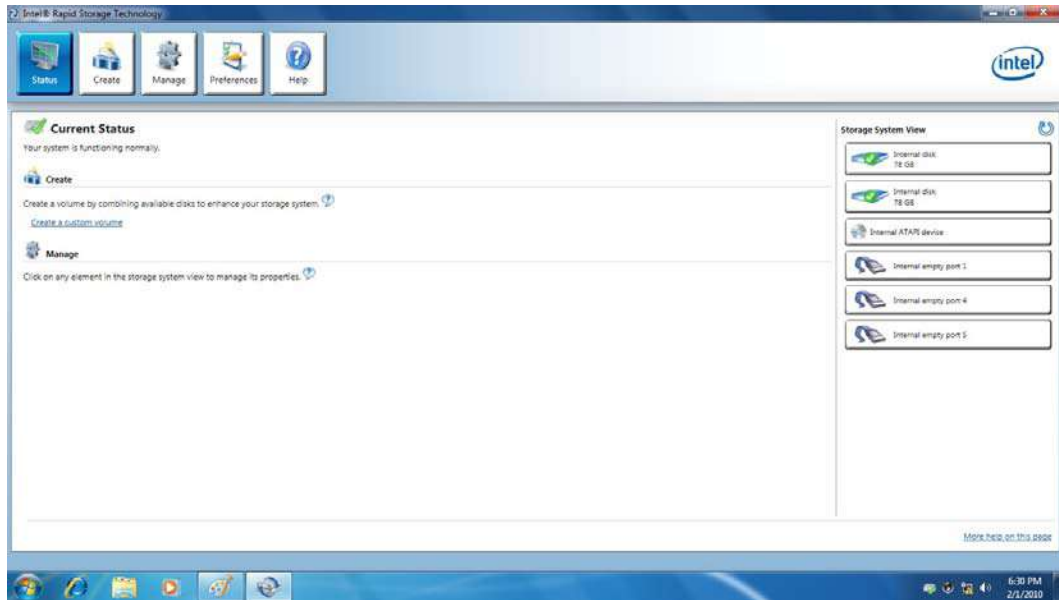 Intel® Rapid Storage Technology
Status
Create
Manage
Preferences
Help
intel
Current Status
Your system is functioning normally.
Create
Create a volume by combining available disks to enhance your storage system.
Create a custom volume
Manage
Click on any element in the storage system view to manage its properties.
Storage System View
Internal disk
78 GB
Internal disk
78 GB
Internal ATAPI device
Internal empty port 1
Internal empty port 4
Internal empty port 5
More help on this page
6:30 PM
2/1/2010